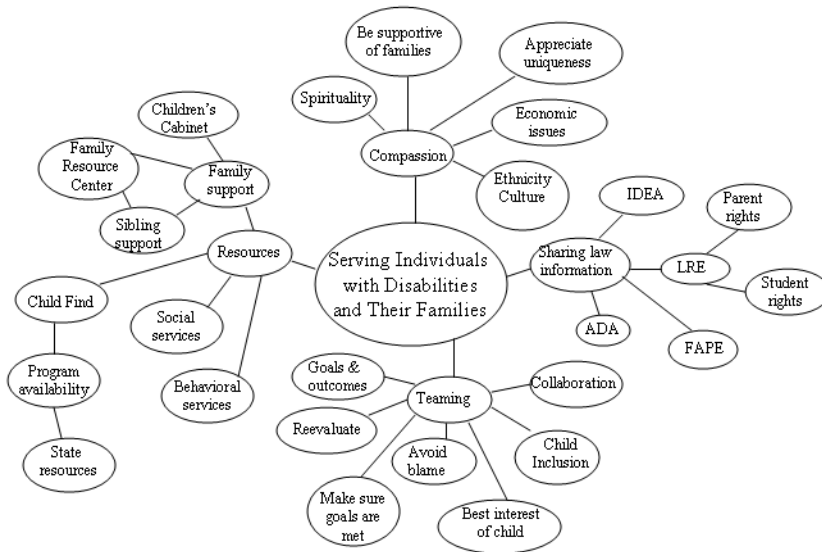 Be supportive
of families
Appreciate
uniqueness
Spirituality
Economic
issues
Compassion
Ethnicity
Culture
Children's
Cabinet
Family
Resource
Center
Family
support
Sibling
support
Resources
Child Find
Social
services
Behavioral
services
Program
availability
State
resources
Serving Individuals
with Disabilities
and Their Families
IDEA
Parent
rights
Sharing law
information
LRE
Student
rights
ADA
FAPE
Goals &
outcomes
Teaming
Collaboration
Reevaluate
Avoid
blame
Child
Inclusion
Make sure
goals are
met
Best interest
of child